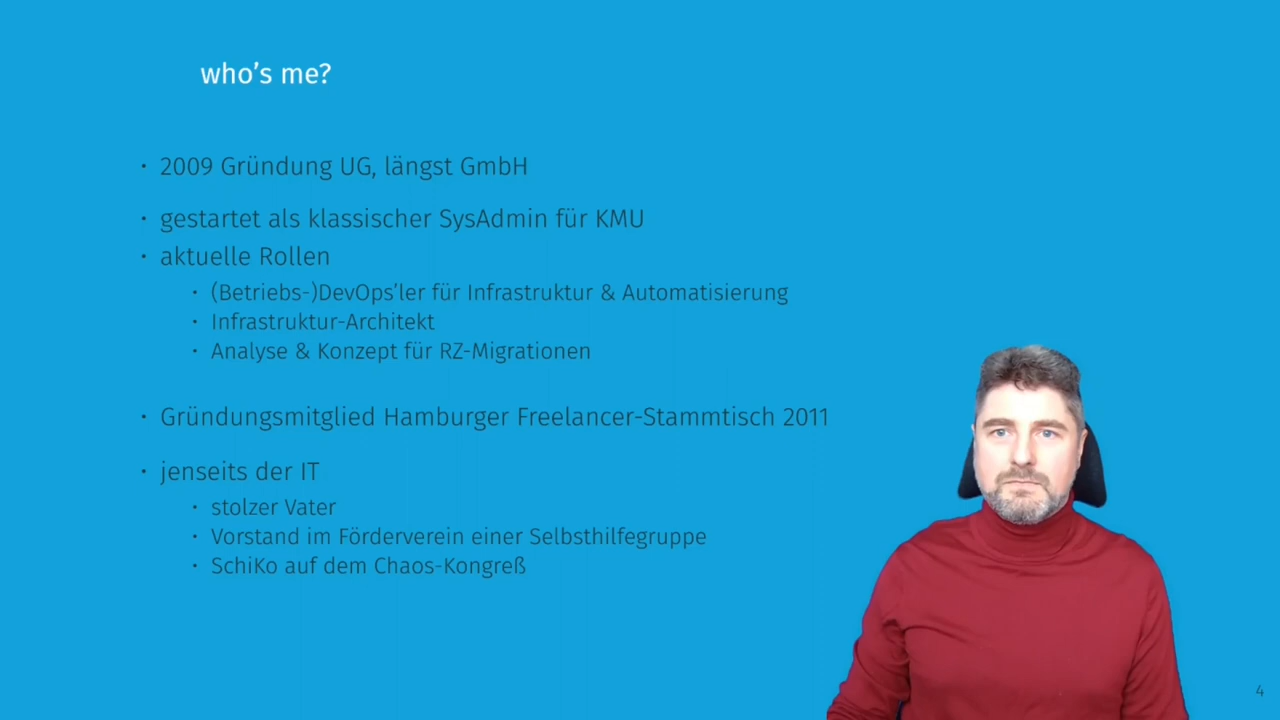 who’s me?
• 2009 Gründung UG, längst GmbH
• gestartet als klassischer SysAdmin für KMU
• aktuelle Rollen
• (Betriebs-)DevOps’ler für Infrastruktur & Automatisierung
• Infrastruktur-Architekt
• Analyse & Konzept für RZ-Migrationen
• Gründungsmitglied Hamburger Freelancer-Stammtisch 2011
• jenseits der IT
• stolzer Vater
• Vorstand im Förderverein einer Selbsthilfegruppe
• SchiKo auf dem Chaos-Kongreß
4